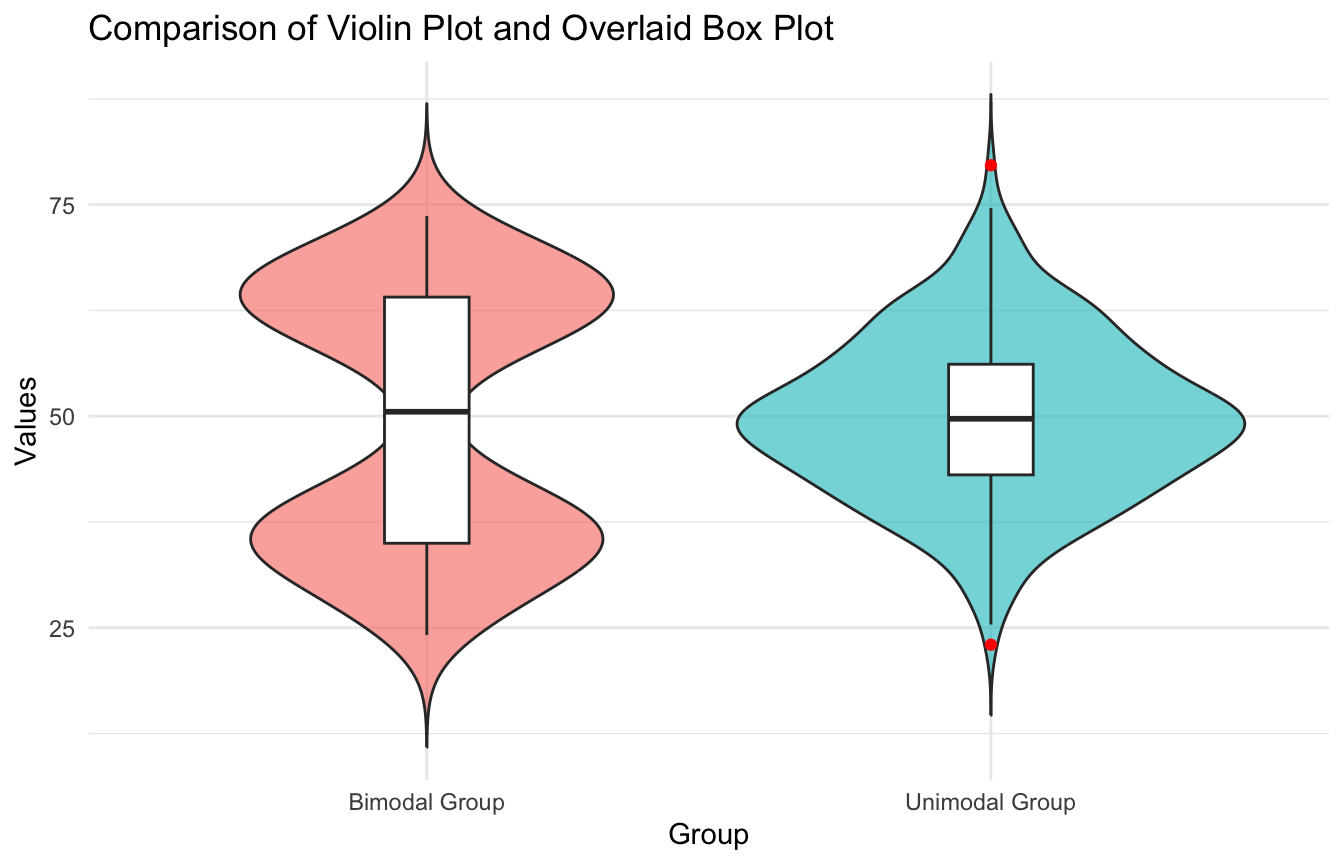 Comparison of Violin Plot and Overlaid Box Plot
Values
75
50
25
Bimodal Group
Unimodal Group
Group